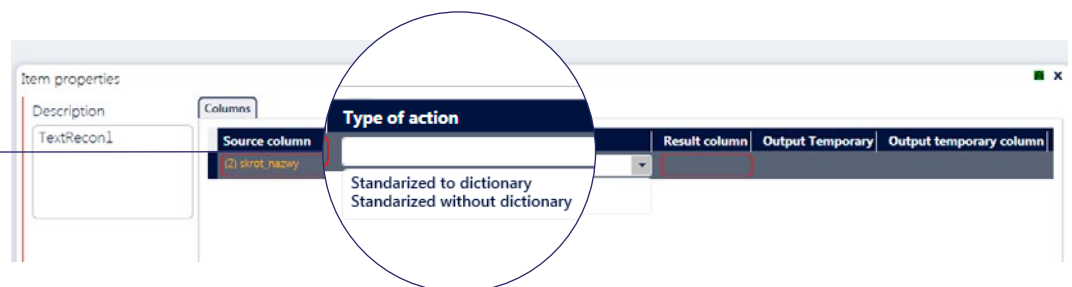 Item properties
x
Description
TextRecon1
Columns
Source column
Type of action
Result column
Output Temporary
Output temporary column
(2) skrot_nazwy
Standarized to dictionary
Standarized without dictionary